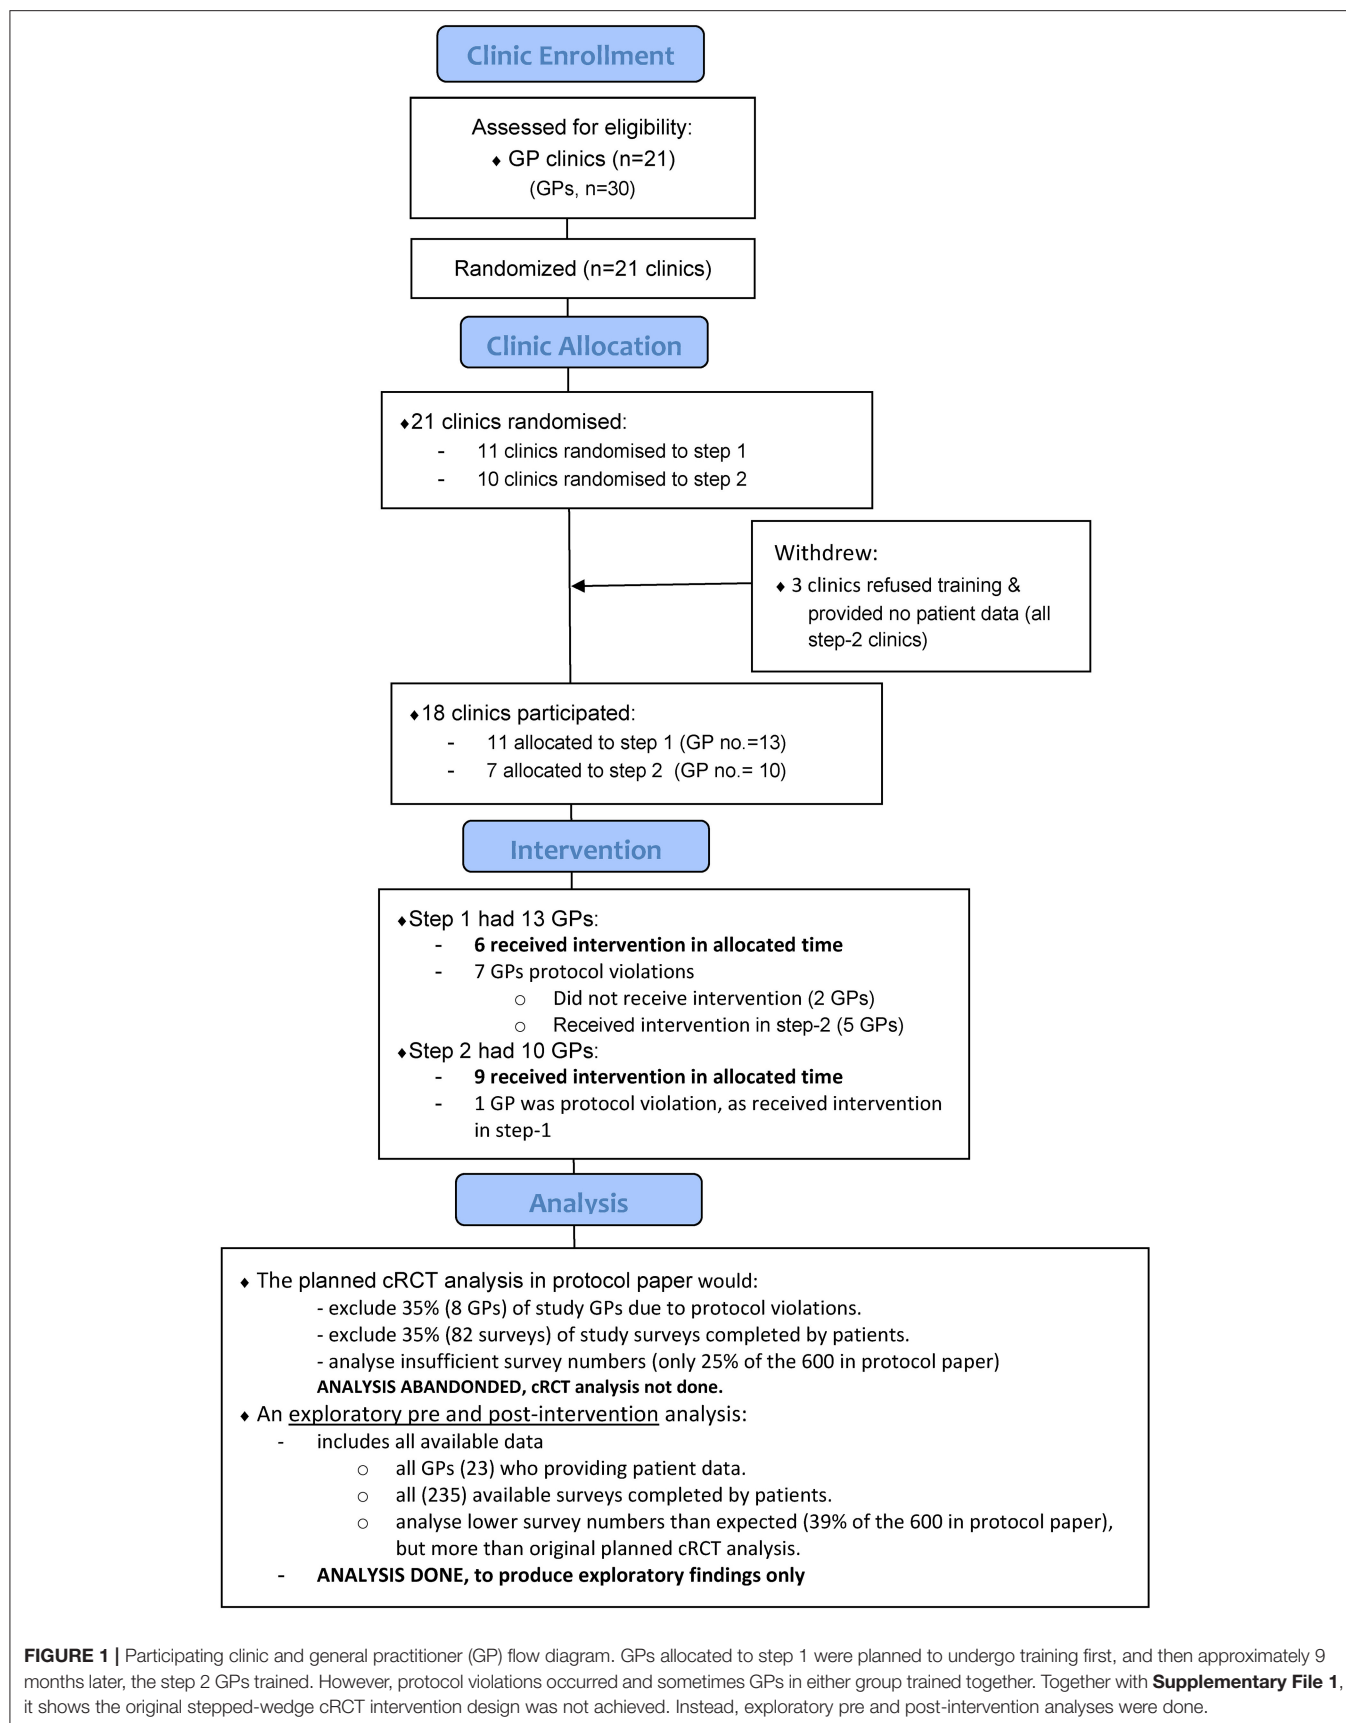 Clinic Enrollment
Assessed for eligibility:
♦ GP clinics (n=21)
(GPs, n=30)
Randomized (n=21 clinics)
Clinic Allocation
♦21 clinics randomised:
- 11 clinics randomised to step 1
- 10 clinics randomised to step 2
Withdrew:
♦ 3 clinics refused training &
provided no patient data (all
step-2 clinics)
♦18 clinics participated:
- 11 allocated to step 1 (GP no.=13)
- 7 allocated to step 2 (GP no.= 10)
Intervention
♦Step 1 had 13 GPs:
- 6 received intervention in allocated time
- 7 GPs protocol violations
o Did not receive intervention (2 GPs)
o Received intervention in step-2 (5 GPs)
♦Step 2 had 10 GPs:
- 9 received intervention in allocated time
- 1 GP was protocol violation, as received intervention
in step-1
Analysis
♦ The planned cRCT analysis in protocol paper would:
- exclude 35% (8 GPs) of study GPs due to protocol violations.
- exclude 35% (82 surveys) of study surveys completed by patients.
- analyse insufficient survey numbers (only 25% of the 600 in protocol paper)
ANALYSIS ABANDONDED, cRCT analysis not done.
♦ An exploratory pre and post-intervention analysis:
- includes all available data
o all GPs (23) who providing patient data.
o all (235) available surveys completed by patients.
o analyse lower survey numbers than expected (39% of the 600 in protocol paper),
but more than original planned cRCT analysis.
- ANALYSIS DONE, to produce exploratory findings only
FIGURE 1 | Participating clinic and general practitioner (GP) flow diagram. GPs allocated to step 1 were planned to undergo training first, and then approximately 9
months later, the step 2 GPs trained. However, protocol violations occurred and sometimes GPs in either group trained together. Together with Supplementary File 1,
it shows the original stepped-wedge cRCT intervention design was not achieved. Instead, exploratory pre and post-intervention analyses were done.